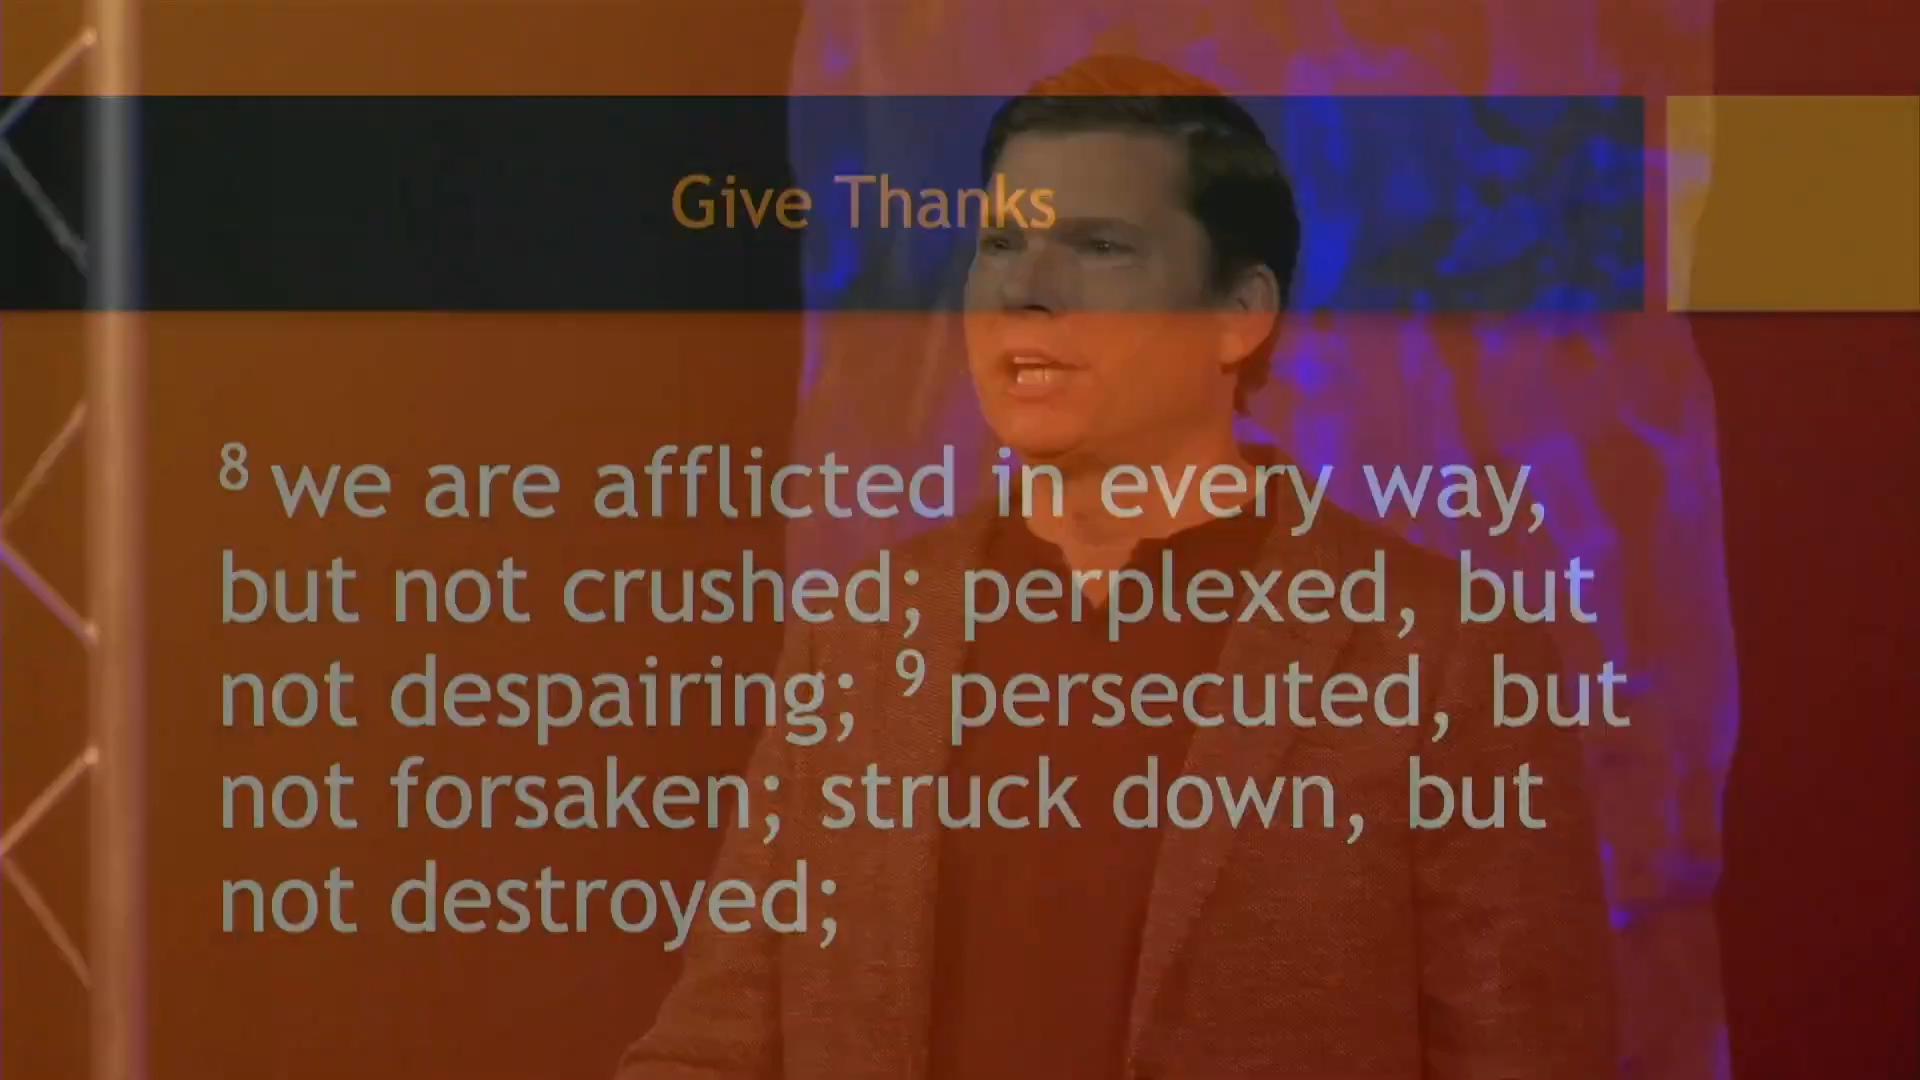 Give Thanks
8 we are afflicted in every way,
but not crushed; perplexed, but
not despairing; 9 persecuted, but
not forsaken; struck down, but
not destroyed;